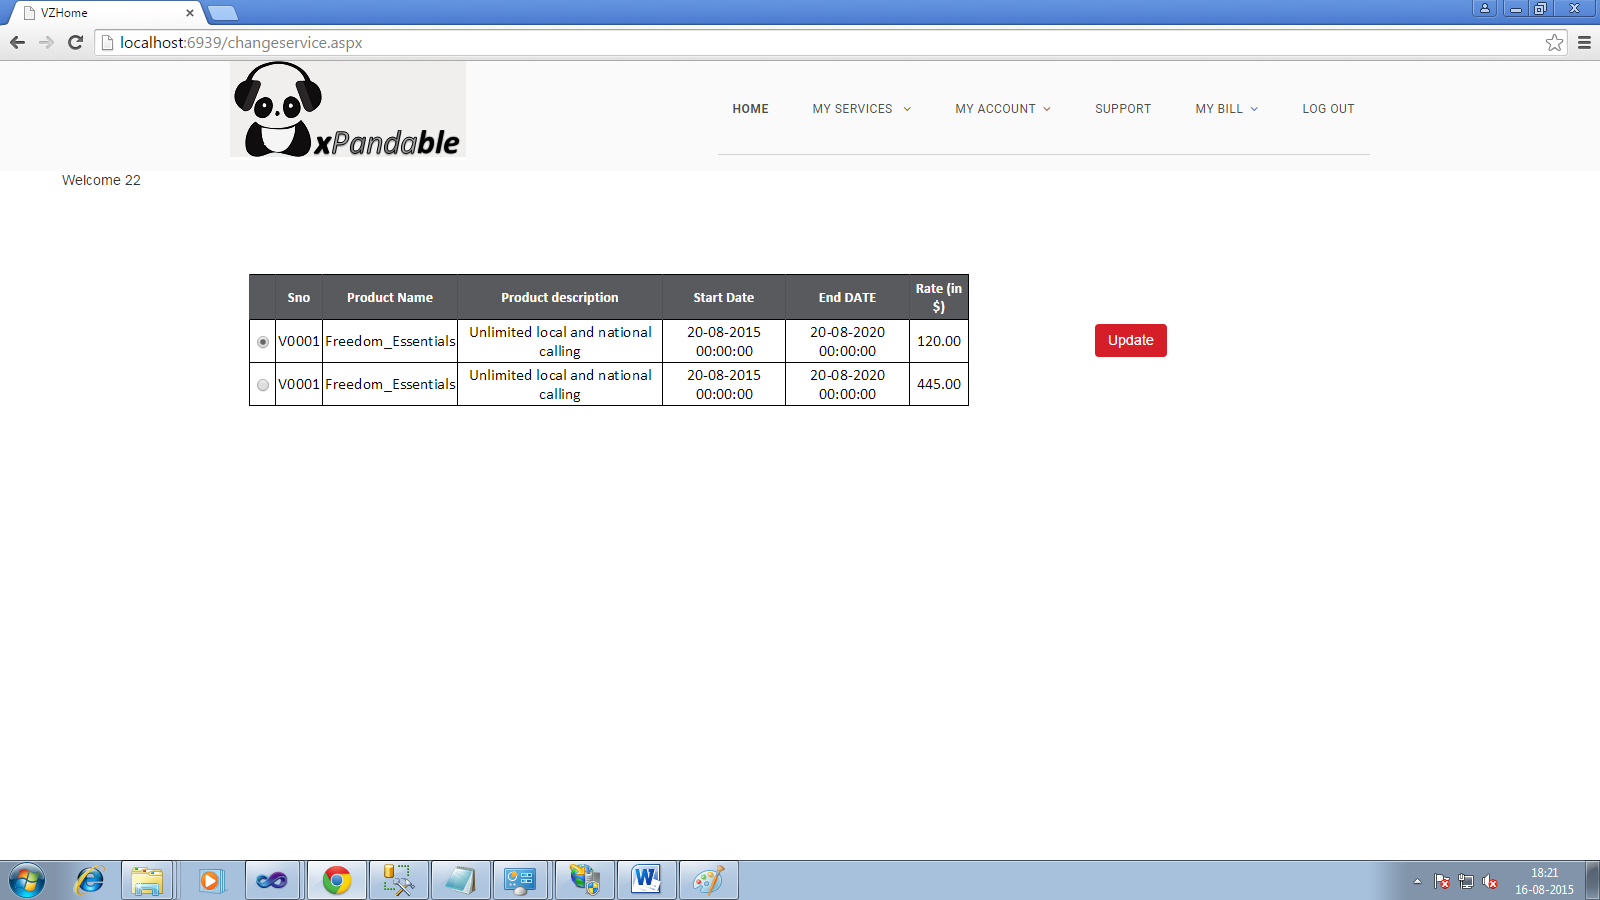 VZHome
localhost:6939/changeservice.aspx
xPandable
HOME MY SERVICES MY ACCOUNT SUPPORT MY BILL LOG OUT
Welcome 22
Sno Product Name Product description Start Date End DATE Rate (in $)
V0001 Freedom_Essentials Unlimited local and national calling 20-08-2015 00:00:00 20-08-2020 00:00:00 120.00
Update
V0001 Freedom_Essentials Unlimited local and national calling 20-08-2015 00:00:00 20-08-2020 00:00:00 445.00
18:21
16-08-2015